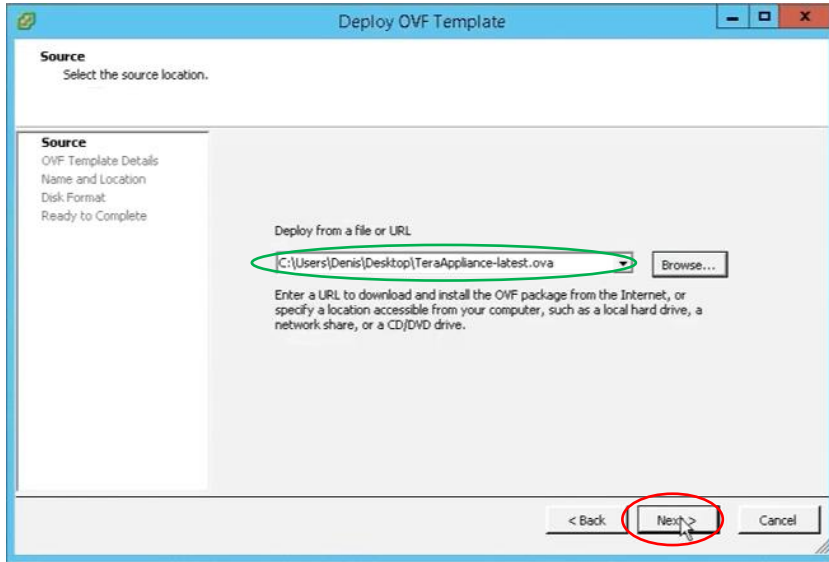 Deploy OVF Template
Source
Select the source location.
Source
OVF Template Details
Name and Location
Disk Format
Ready to Complete
Deploy from a file or URL
C:\Users\Denis\Desktop\TeraAppliance-latest.ova
Browse...
Enter a URL to download and install the OVF package from the Internet, or
specify a location accessible from your computer, such as a local hard drive, a
network share, or a CD/DVD drive.
< Back
Next >
Cancel